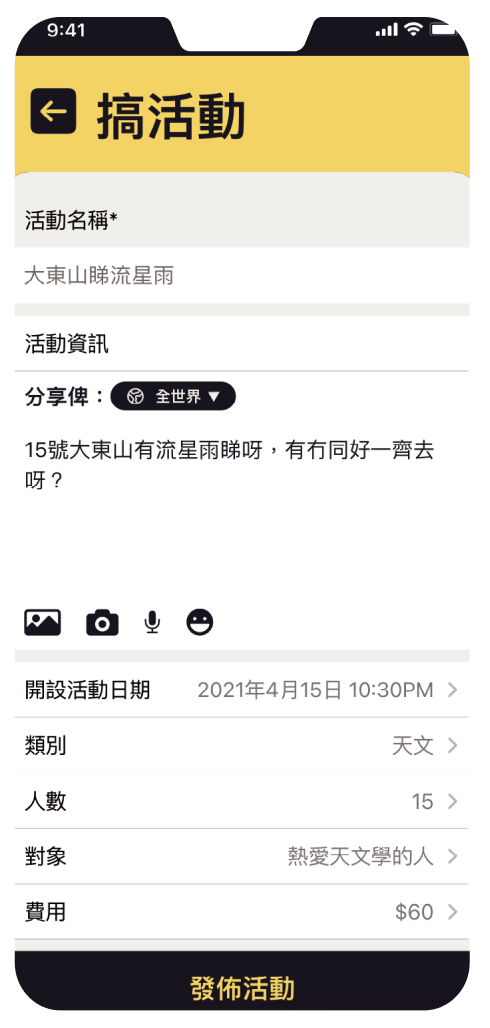 9:41
搞活動
活動名稱*
大東山睇流星雨
活動資訊
分享俾：全世界 ▼
15號大東山有流星雨睇呀，有冇同好一齊去
呀？
開設活動日期 2021年4月15日 10:30PM
類別 天文
人數 15
對象 熱愛天文學的人
費用 $60
發佈活動